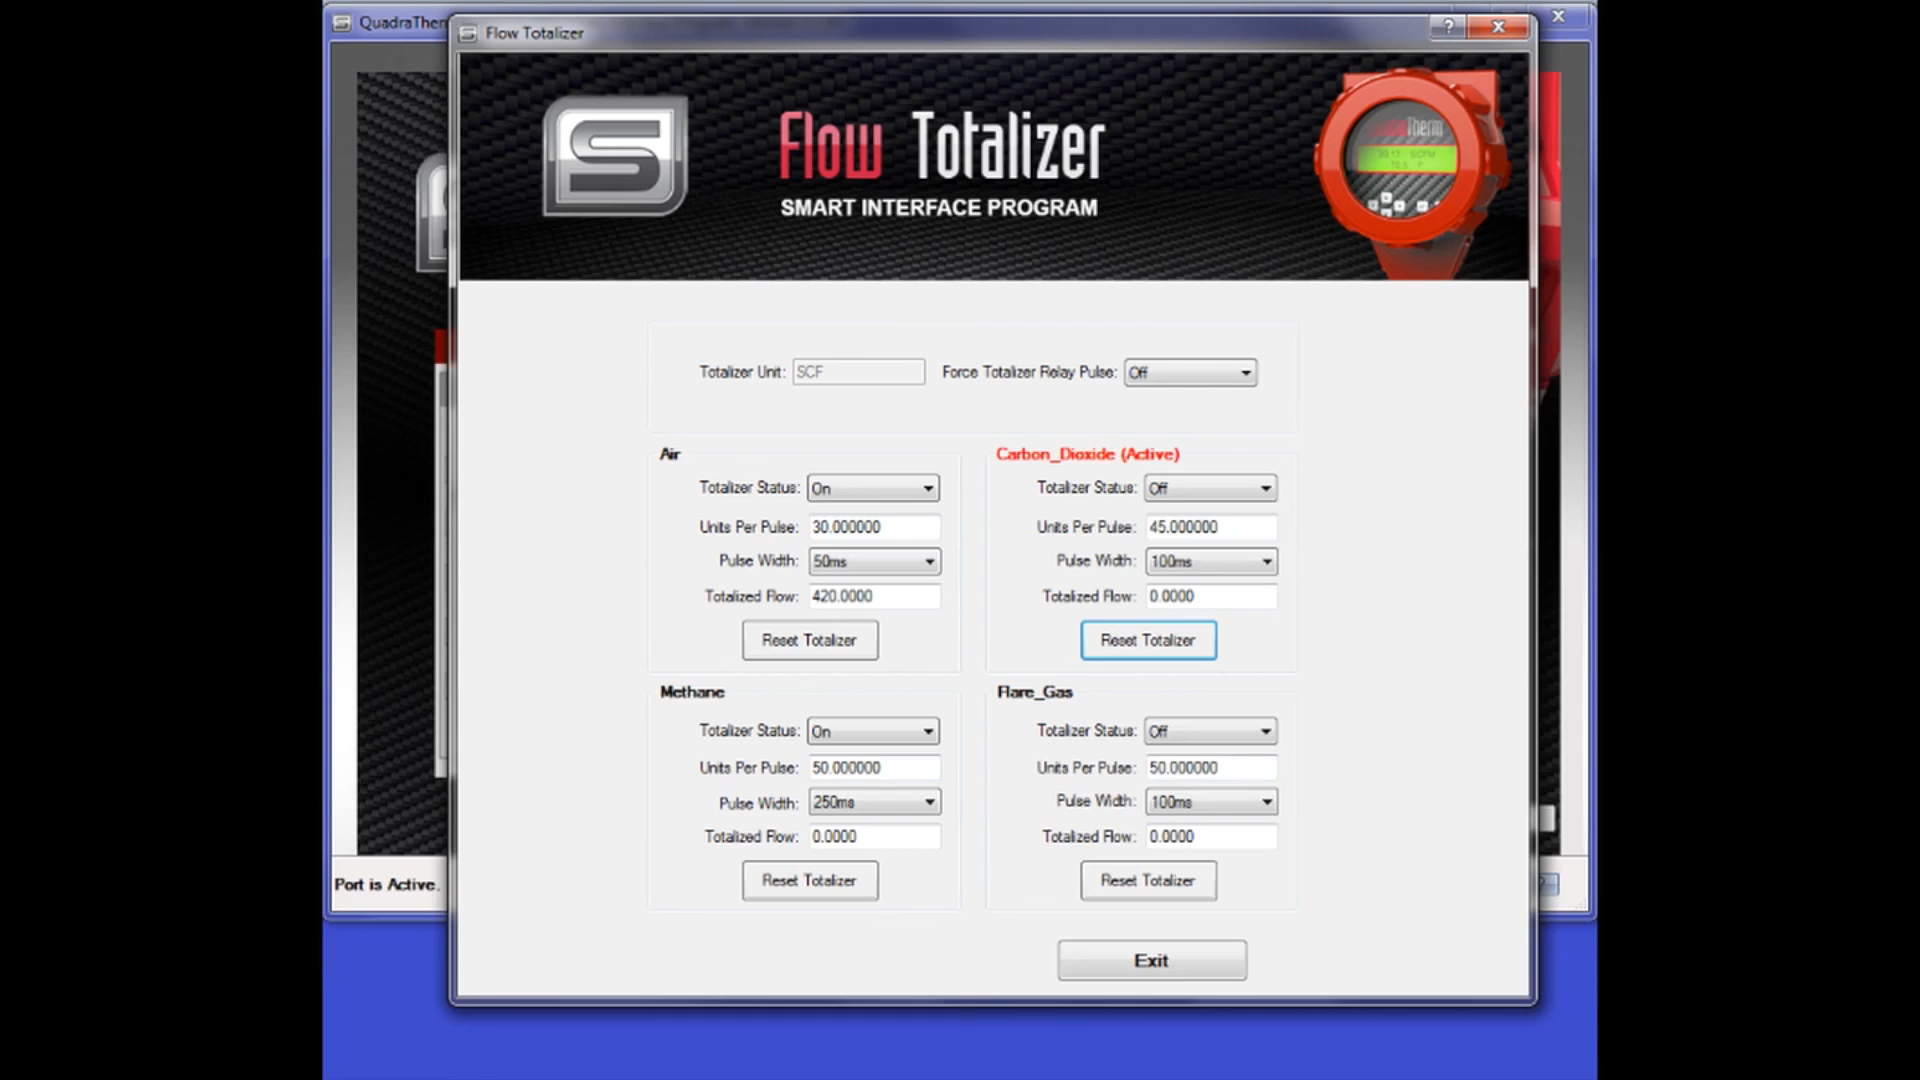 QuadraTher
Flow Totalizer
?
Flow Totalizer
SMART INTERFACE PROGRAM
Therm
Totalizer Unit: SCF
Force Totalizer Relay Pulse: Off
Air
Totalizer Status: On
Units Per Pulse: 30.000000
Pulse Width: 50ms
Totalized Flow: 420.0000
Reset Totalizer
Carbon_Dioxide (Active)
Totalizer Status: Off
Units Per Pulse: 45.000000
Pulse Width: 100ms
Totalized Flow: 0.0000
Reset Totalizer
Methane
Totalizer Status: On
Units Per Pulse: 50.000000
Pulse Width: 250ms
Totalized Flow: 0.0000
Reset Totalizer
Flare_Gas
Totalizer Status: Off
Units Per Pulse: 50.000000
Pulse Width: 100ms
Totalized Flow: 0.0000
Reset Totalizer
Port is Active.
Exit